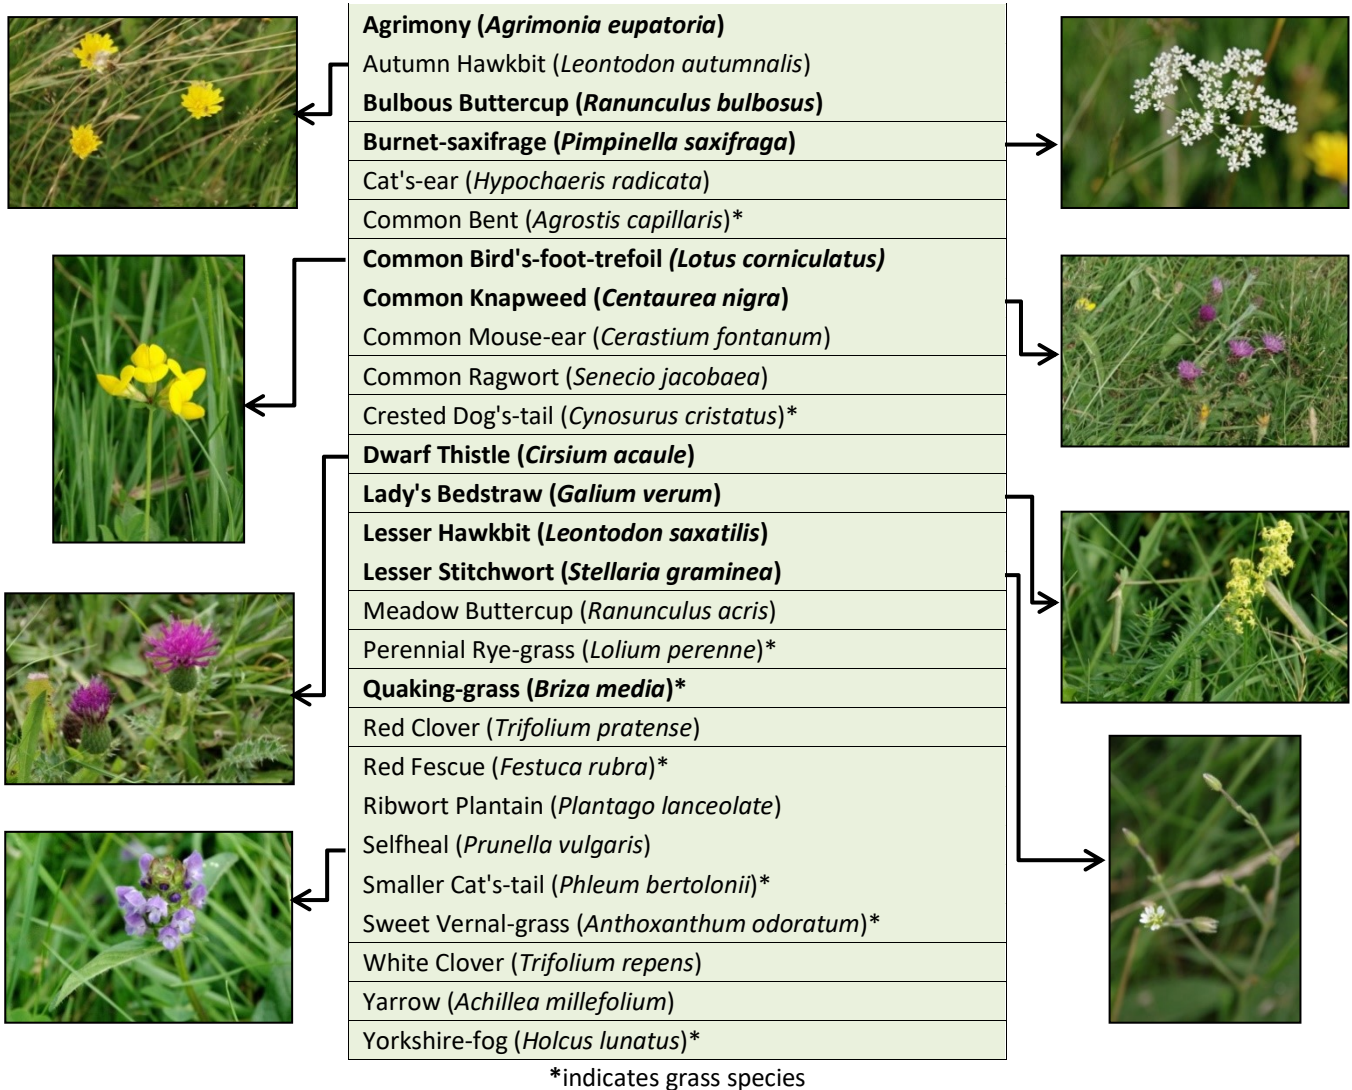 Agrimony (Agrimonia eupatoria)
Autumn Hawkbit (Leontodon autumnalis)
Bulbous Buttercup (Ranunculus bulbosus)
Burnet-saxifrage (Pimpinella saxifraga)
Cat's-ear (Hypochaeris radicata)
Common Bent (Agrostis capillaris)*
Common Bird's-foot-trefoil (Lotus corniculatus)
Common Knapweed (Centaurea nigra)
Common Mouse-ear (Cerastium fontanum)
Common Ragwort (Senecio jacobaea)
Crested Dog's-tail (Cynosurus cristatus)*
Dwarf Thistle (Cirsium acaule)
Lady's Bedstraw (Galium verum)
Lesser Hawkbit (Leontodon saxatilis)
Lesser Stitchwort (Stellaria graminea)
Meadow Buttercup (Ranunculus acris)
Perennial Rye-grass (Lolium perenne)*
Quaking-grass (Briza media)*
Red Clover (Trifolium pratense)
Red Fescue (Festuca rubra)*
Ribwort Plantain (Plantago lanceolate)
Selfheal (Prunella vulgaris)
Smaller Cat's-tail (Phleum bertolonii)*
Sweet Vernal-grass (Anthoxanthum odoratum)*
White Clover (Trifolium repens)
Yarrow (Achillea millefolium)
Yorkshire-fog (Holcus lunatus)*
*indicates grass species